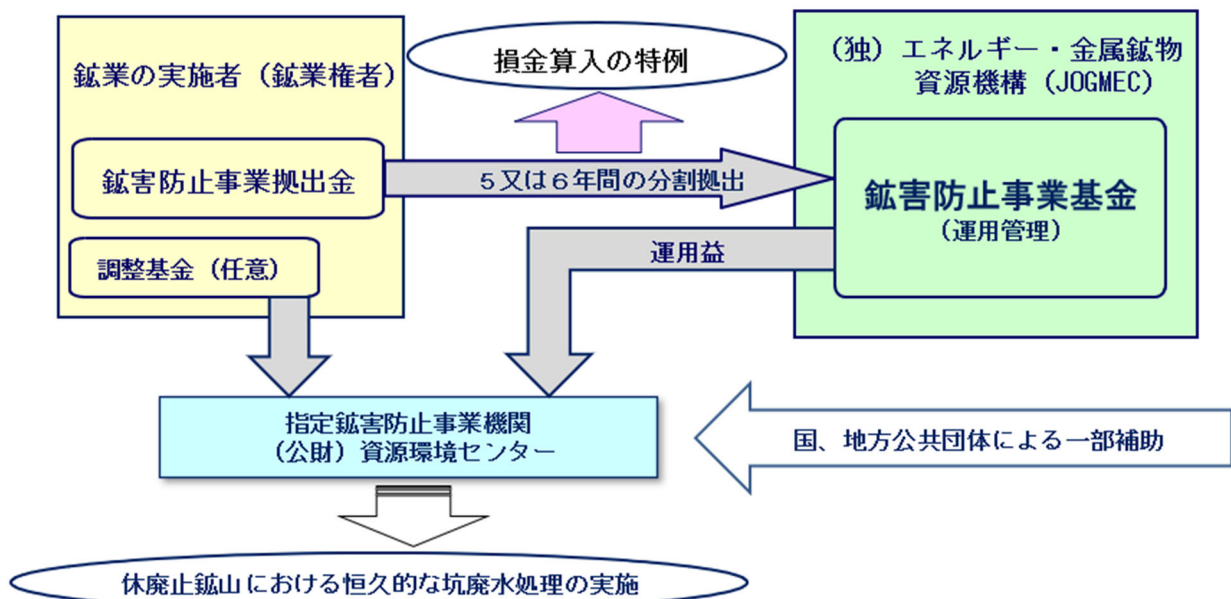 損金算入の特例
鉱業の実施者（鉱業権者）
（独）エネルギー・金属鉱物
資源機構（JOGMEC）
鉱害防止事業拠出金
５又は６年間の分割拠出
鉱害防止事業基金
（運用管理）
調整基金（任意）
運用益
指定鉱害防止事業機関
（公財）資源環境センター
国、地方公共団体による一部補助
休廃止鉱山における恒久的な坑廃水処理の実施